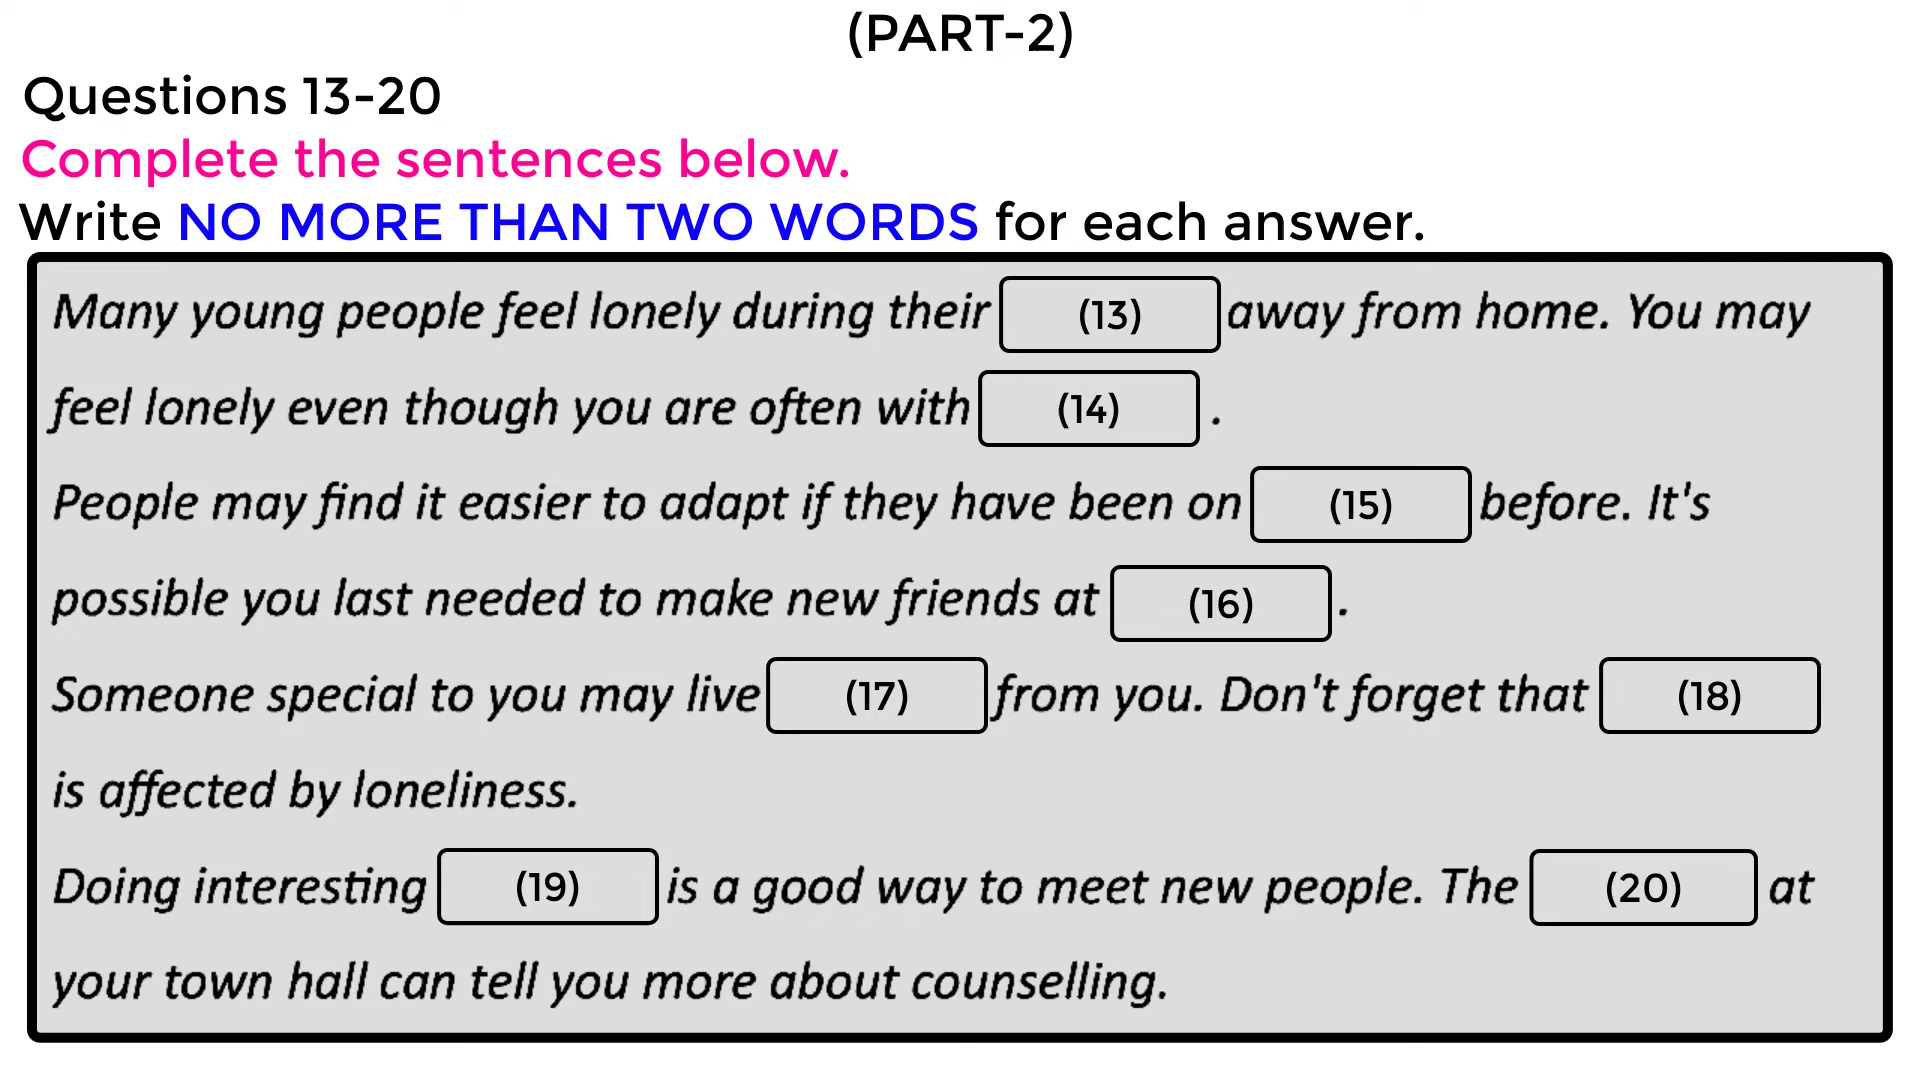 (PART-2)
Questions 13-20
Complete the sentences below.
Write NO MORE THAN TWO WORDS for each answer.
Many young people feel lonely during their (13) away from home. You may
feel lonely even though you are often with (14) .
People may find it easier to adapt if they have been on (15) before. It's
possible you last needed to make new friends at (16) .
Someone special to you may live (17) from you. Don't forget that (18)
is affected by loneliness.
Doing interesting (19) is a good way to meet new people. The (20) at
your town hall can tell you more about counselling.